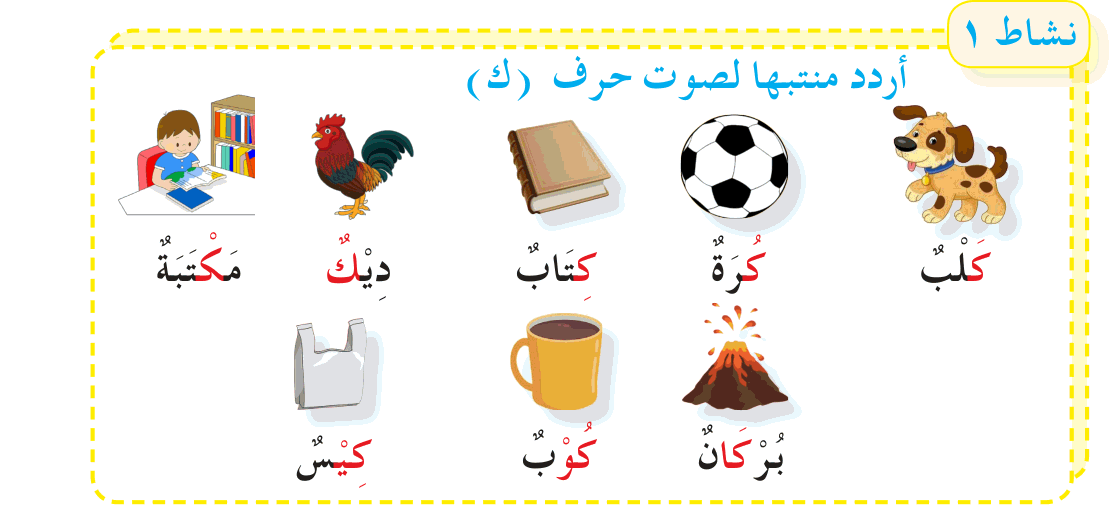 نشاط ١
أردد منتبها لصوت حرف (ك)
كَلْبٌ كُرَةٌ كِتَابٌ دِيْكٌ مَكْتَبَةٌ
بُرْكَانٌ كُوْبٌ كِيْسٌ